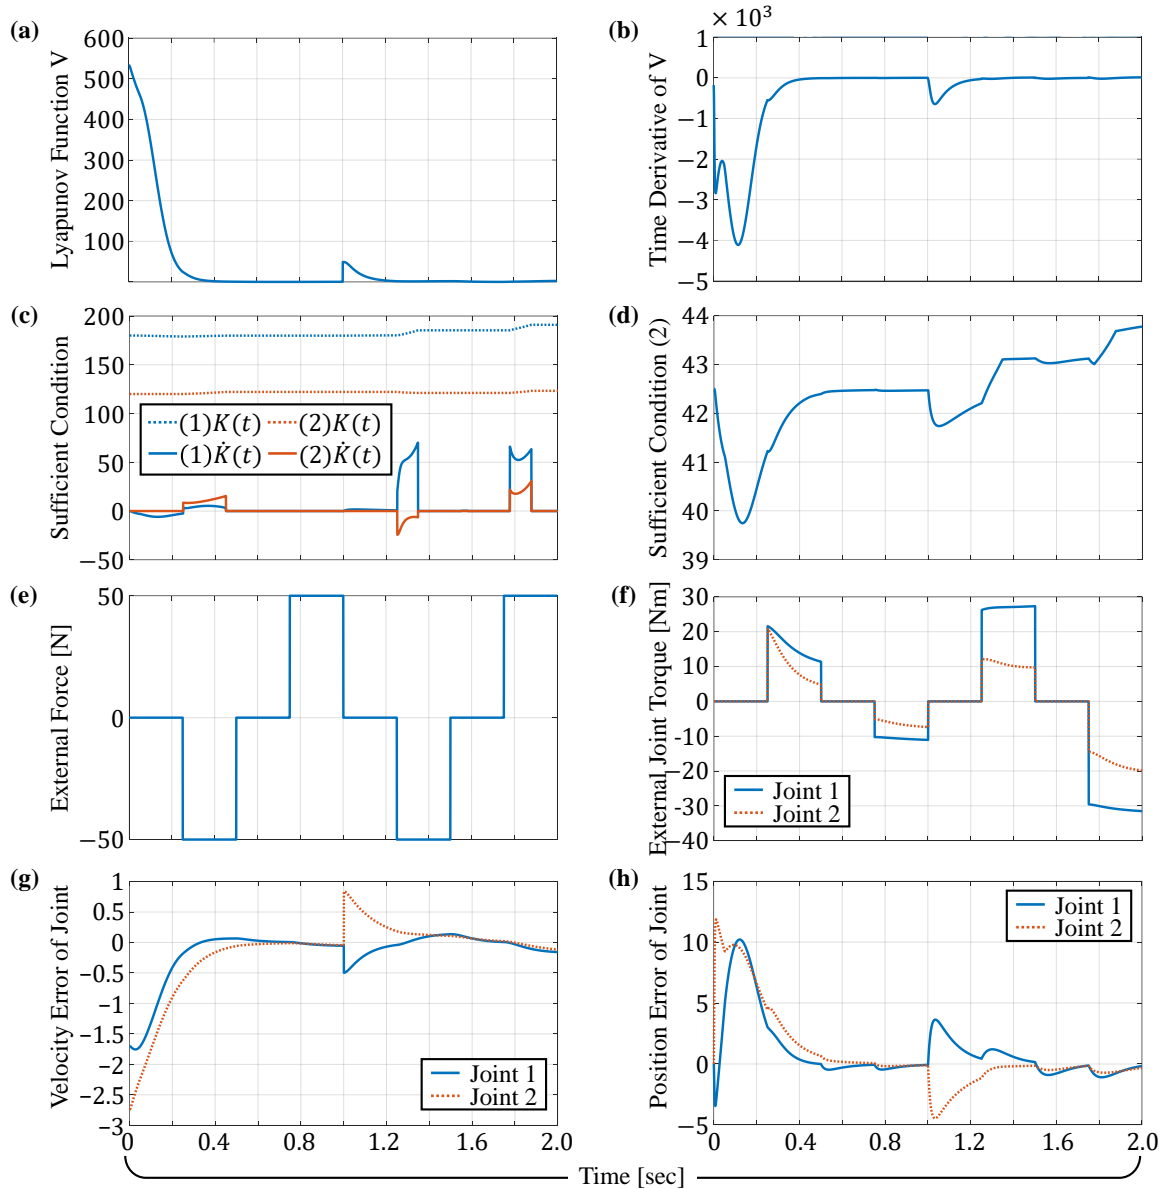 (a)
Lyapunov Function V
600
500
400
300
200
100
(b)
× 10³
Time Derivative of V
1
0
−1
−2
−3
−4
−5
(c)
Sufficient Condition
200
150
100
50
0
−50
(1)K(t) (2)K(t)
(1)K̇(t) (2)K̇(t)
(d)
Sufficient Condition (2)
44
43
42
41
40
39
(e)
External Force [N]
50
0
−50
(f)
External Joint Torque [Nm]
30
20
10
0
-10
-20
-30
-40
Joint 1
Joint 2
(g)
Velocity Error of Joint
1
0.5
0
−0.5
−1
−1.5
−2
−2.5
−3
Joint 1
Joint 2
0 0.4 0.8 1.2 1.6 2.0
(h)
Position Error of Joint
15
10
5
0
−5
Joint 1
Joint 2
0 0.4 0.8 1.2 1.6 2.0
Time [sec]